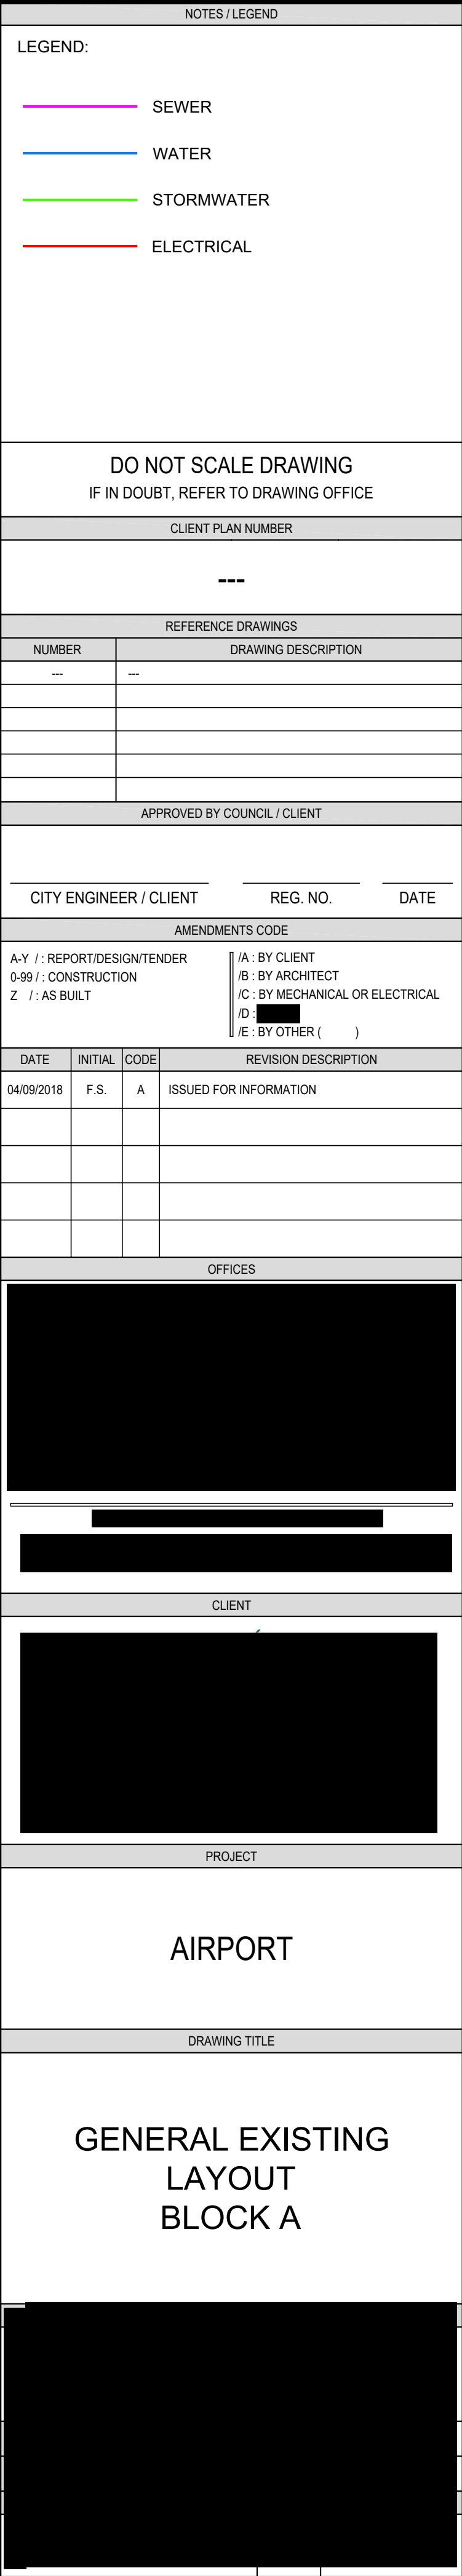 NOTES / LEGEND
LEGEND:
SEWER
WATER
STORMWATER
ELECTRICAL
DO NOT SCALE DRAWING
IF IN DOUBT, REFER TO DRAWING OFFICE
CLIENT PLAN NUMBER
---
REFERENCE DRAWINGS
NUMBER DRAWING DESCRIPTION
--- ---
APPROVED BY COUNCIL / CLIENT
CITY ENGINEER / CLIENT REG. NO. DATE
AMENDMENTS CODE
A-Y / : REPORT/DESIGN/TENDER
0-99 / : CONSTRUCTION
Z / : AS BUILT
/A : BY CLIENT
/B : BY ARCHITECT
/C : BY MECHANICAL OR ELECTRICAL
/D :
/E : BY OTHER ( )
DATE INITIAL CODE REVISION DESCRIPTION
04/09/2018 F.S. A ISSUED FOR INFORMATION
OFFICES
CLIENT
PROJECT
AIRPORT
DRAWING TITLE
GENERAL EXISTING
LAYOUT
BLOCK A